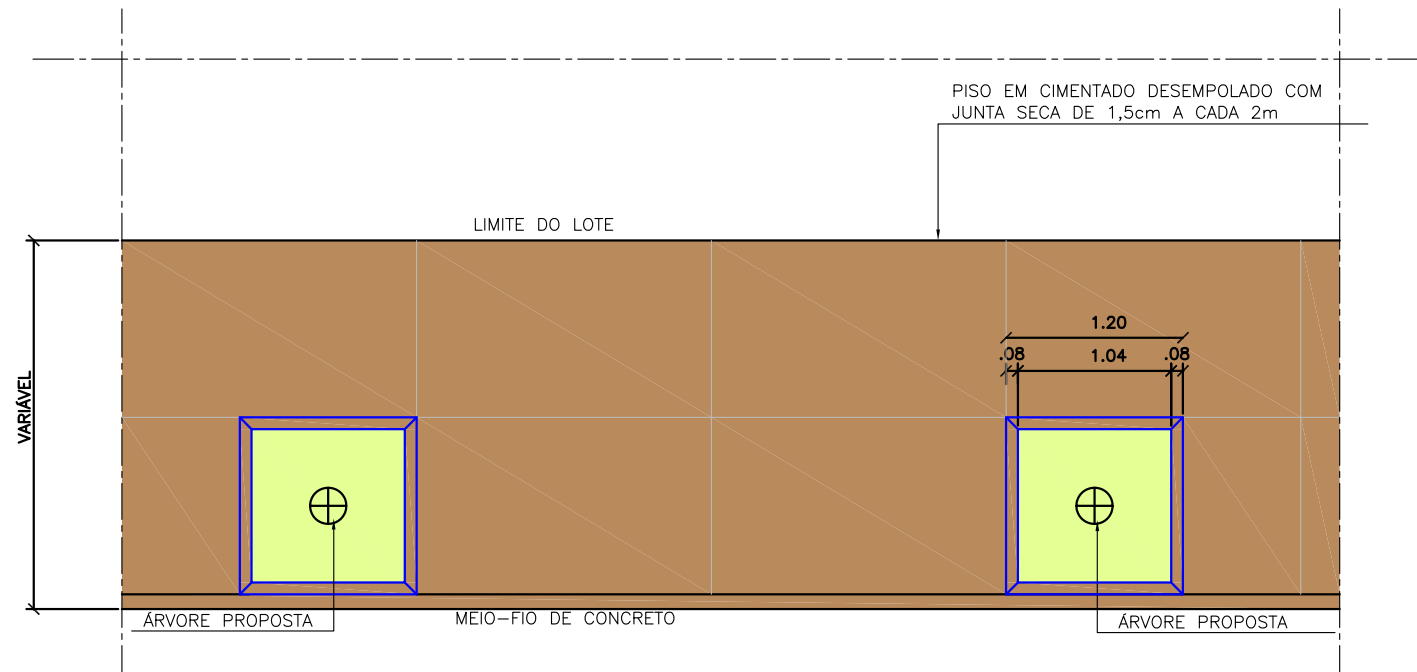 PISO EM CIMENTADO DESEMPOLADO COM
JUNTA SECA DE 1,5cm A CADA 2m
LIMITE DO LOTE
1.20
.08
1.04
.08
VARIÁVEL
ÁRVORE PROPOSTA
MEIO-FIO DE CONCRETO
ÁRVORE PROPOSTA